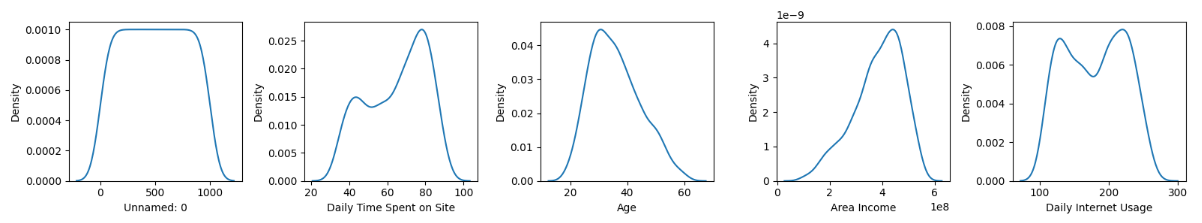 Density
0.0010
0.0008
0.0006
0.0004
0.0002
0.0000
0 500 1000
Unnamed: 0
Density
0.025
0.020
0.015
0.010
0.005
0.000
20 40 60 80 100
Daily Time Spent on Site
Density
0.04
0.03
0.02
0.01
0.00
20 40 60
Age
1e−9
Density
4
3
2
1
0
0 2 4 6
1e8
Area Income
Density
0.008
0.006
0.004
0.002
0.000
100 200 300
Daily Internet Usage